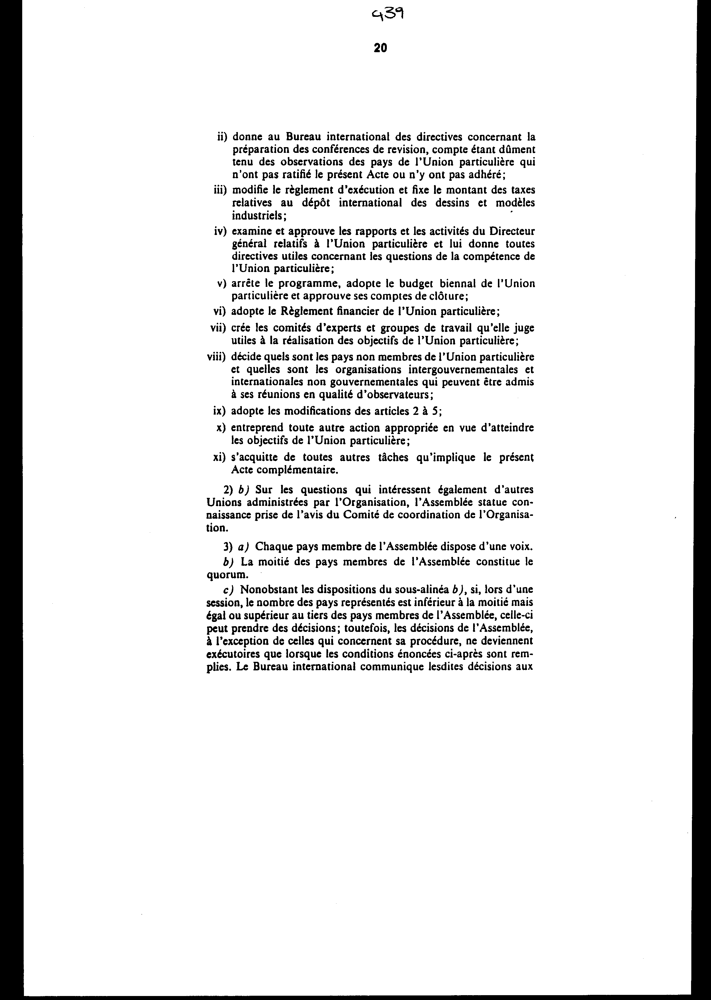 439
20
ii) donne au Bureau international des directives concernant la
préparation des conférences de revision, compte étant dûment
tenu des observations des pays de l'Union particulière qui
n'ont pas ratifié le présent Acte ou n'y ont pas adhéré;
iii) modifie le règlement d'exécution et fixe le montant des taxes
relatives au dépôt international des dessins et modèles
industriels;
iv) examine et approuve les rapports et les activités du Directeur
général relatifs à l'Union particulière et lui donne toutes
directives utiles concernant les questions de la compétence de
l'Union particulière;
v) arrête le programme, adopte le budget biennal de l'Union
particulière et approuve ses comptes de clôture;
vi) adopte le Règlement financier de l'Union particulière;
vii) crée les comités d'experts et groupes de travail qu'elle juge
utiles à la réalisation des objectifs de l'Union particulière;
viii) décide quels sont les pays non membres de l'Union particulière
et quelles sont les organisations intergouvernementales et
internationales non gouvernementales qui peuvent être admis
à ses réunions en qualité d'observateurs;
ix) adopte les modifications des articles 2 à 5;
x) entreprend toute autre action appropriée en vue d'atteindre
les objectifs de l'Union particulière;
xi) s'acquitte de toutes autres tâches qu'implique le présent
Acte complémentaire.
2) b) Sur les questions qui intéressent également d'autres
Unions administrées par l'Organisation, l'Assemblée statue con-
naissance prise de l'avis du Comité de coordination de l'Organisa-
tion.
3) a) Chaque pays membre de l'Assemblée dispose d'une voix.
b) La moitié des pays membres de l'Assemblée constitue le
quorum.
c) Nonobstant les dispositions du sous-alinéa b), si, lors d'une
session, le nombre des pays représentés est inférieur à la moitié mais
égal ou supérieur au tiers des pays membres de l'Assemblée, celle-ci
peut prendre des décisions; toutefois, les décisions de l'Assemblée,
à l'exception de celles qui concernent sa procédure, ne deviennent
exécutoires que lorsque les conditions énoncées ci-après sont rem-
plies. Le Bureau international communique lesdites décisions aux